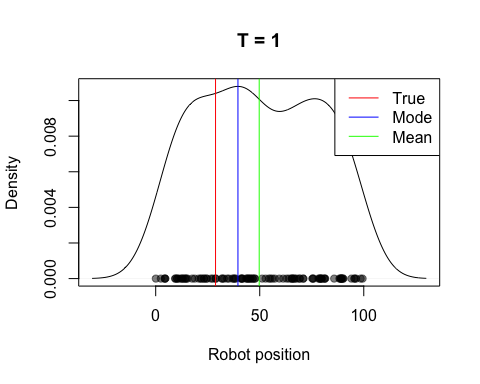 T = 1
True
Mode
Mean
Density
0.000
0.004
0.008
0
50
100
Robot position